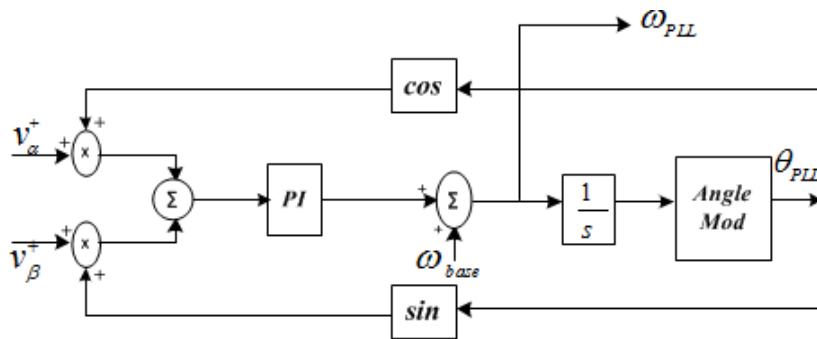 ω_PLL
cos
v_α^+
+
+
×
Σ
PI
+
Σ
+
1/s
Angle
Mod
θ_PLL
v_β^+
+
×
+
ω_base
sin